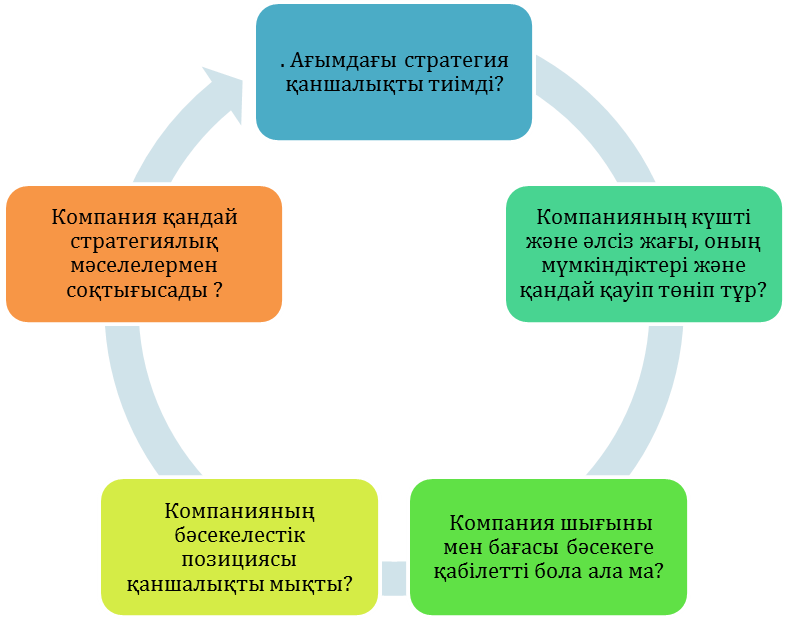 . Ағымдағы стратегия
қаншалықты тиімді?
Компанияның күшті
және әлсіз жағы, оның
мүмкіндіктері және
қандай қауіп төніп тұр?
Компания шығыны
мен бағасы бәсекеге
қабілетті бола ала ма?
Компанияның
бәсекелестік
позициясы
қаншалықты мықты?
Компания қандай
стратегиялық
мәселелермен
соқтығысады ?